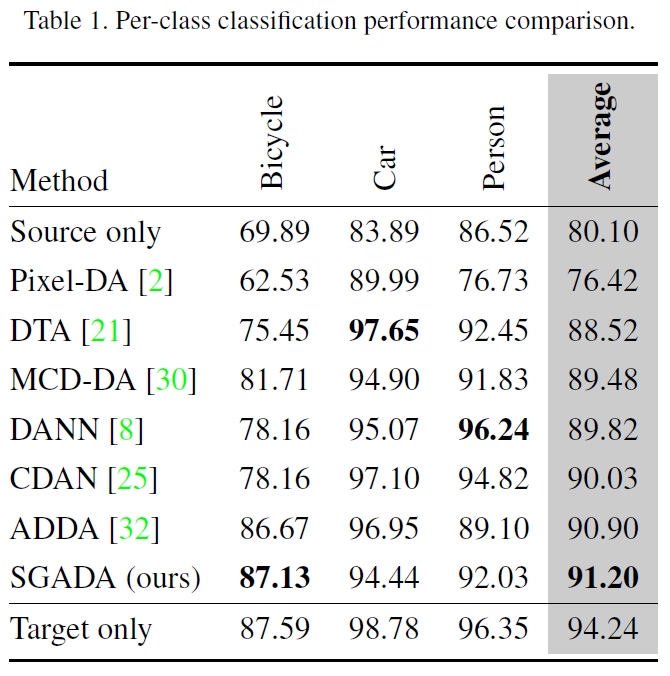 Table 1. Per-class classification performance comparison.
Method Bicycle Car Person Average
Source only 69.89 83.89 86.52 80.10
Pixel-DA [2] 62.53 89.99 76.73 76.42
DTA [21] 75.45 97.65 92.45 88.52
MCD-DA [30] 81.71 94.90 91.83 89.48
DANN [8] 78.16 95.07 96.24 89.82
CDAN [25] 78.16 97.10 94.82 90.03
ADDA [32] 86.67 96.95 89.10 90.90
SGADA (ours) 87.13 94.44 92.03 91.20
Target only 87.59 98.78 96.35 94.24